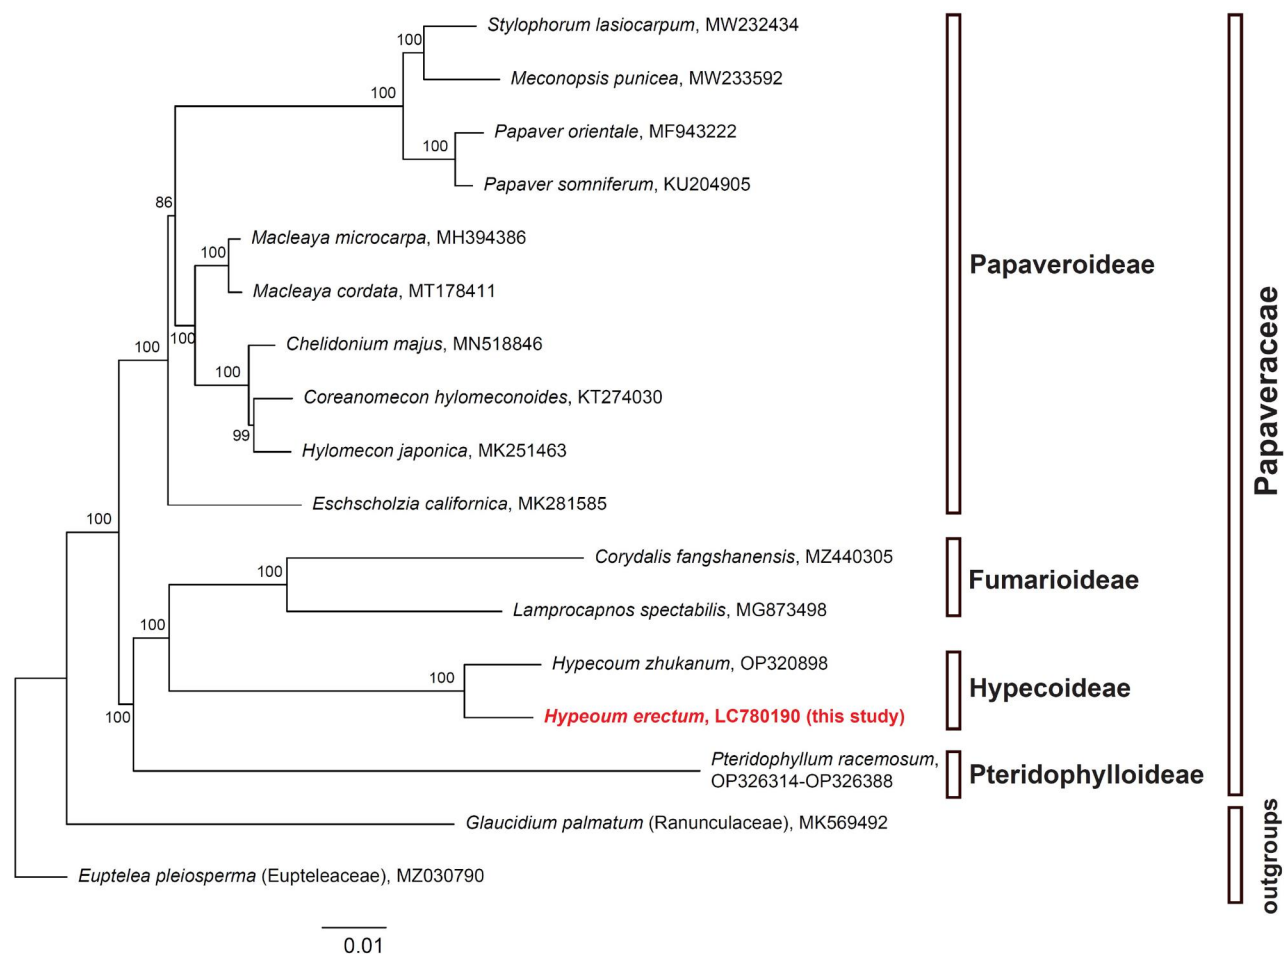 Stylophorum lasiocarpum, MW232434
100
Meconopsis punicea, MW233592
100
Papaver orientale, MF943222
100
Papaver somniferum, KU204905
86
Macleaya microcarpa, MH394386
100
Papaveroideae
Macleaya cordata, MT178411
100
Chelidonium majus, MN518846
100
100
Coreanomecon hylomeconoides, KT274030
99
Hylomecon japonica, MK251463
Papaveraceae
Eschscholzia californica, MK281585
100
Corydalis fangshanensis, MZ440305
100
Fumarioideae
Lamprocapnos spectabilis, MG873498
100
Hypecoum zhukanum, OP320898
100
Hypecoideae
Hypeoum erectum, LC780190 (this study)
100
Pteridophyllum racemosum,
OP326314-OP326388
Pteridophylloideae
Glaucidium palmatum (Ranunculaceae), MK569492
Euptelea pleiosperma (Eupteleaceae), MZ030790
outgroups
0.01